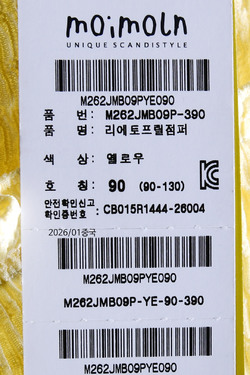 moimoln
UNIQUE SCANDISTYLE
M262JMB09PYE090
품 번: M262JMB09P-390
품 명: 리에토프릴점퍼
색 상: 옐로우
호 칭: 90 (90-130)
안전확인신고
확인증번호 : CB015R1444-26004
2026/01중국
M262JMB09PYE090
M262JMB09P-YE-90-390
M262JMB09PYE090